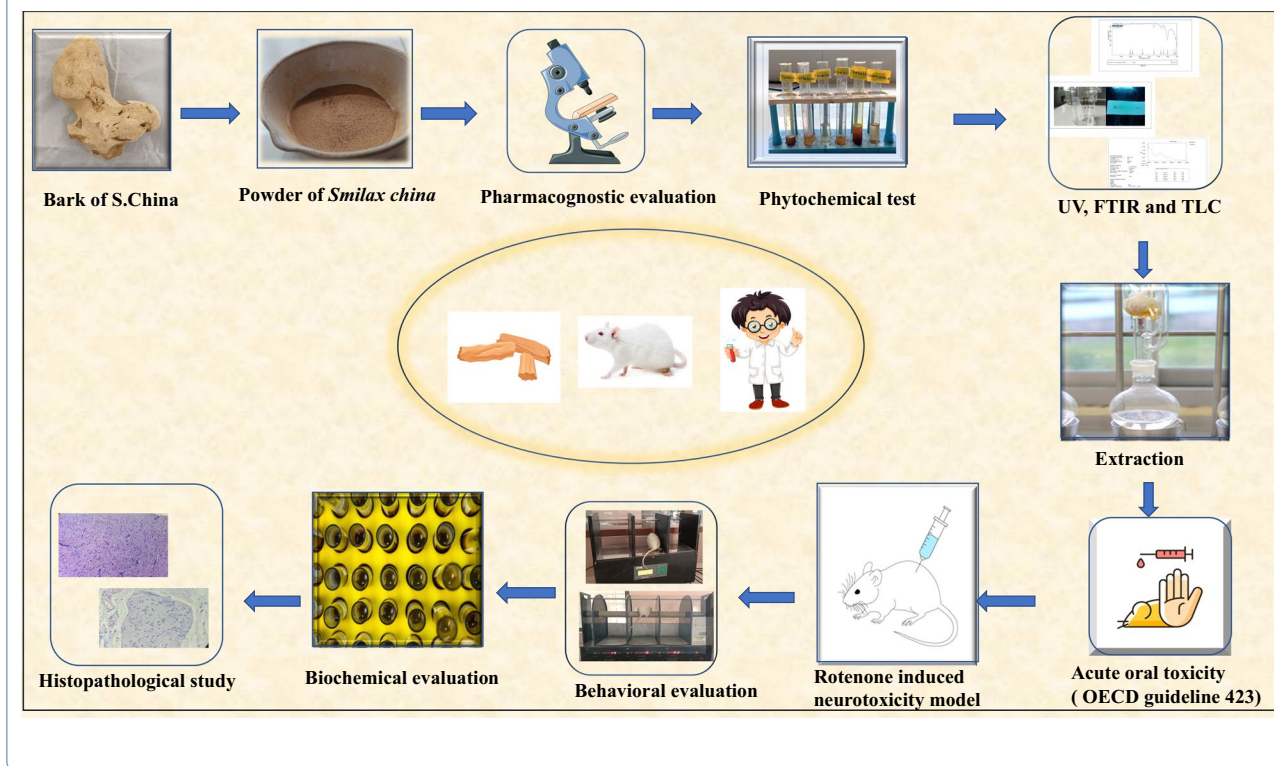 Bark of S.China
Powder of Smilax china
Pharmacognostic evaluation
Phytochemical test
UV, FTIR and TLC
Extraction
Acute oral toxicity
( OECD guideline 423)
Rotenone induced
neurotoxicity model
Behavioral evaluation
Biochemical evaluation
Histopathological study